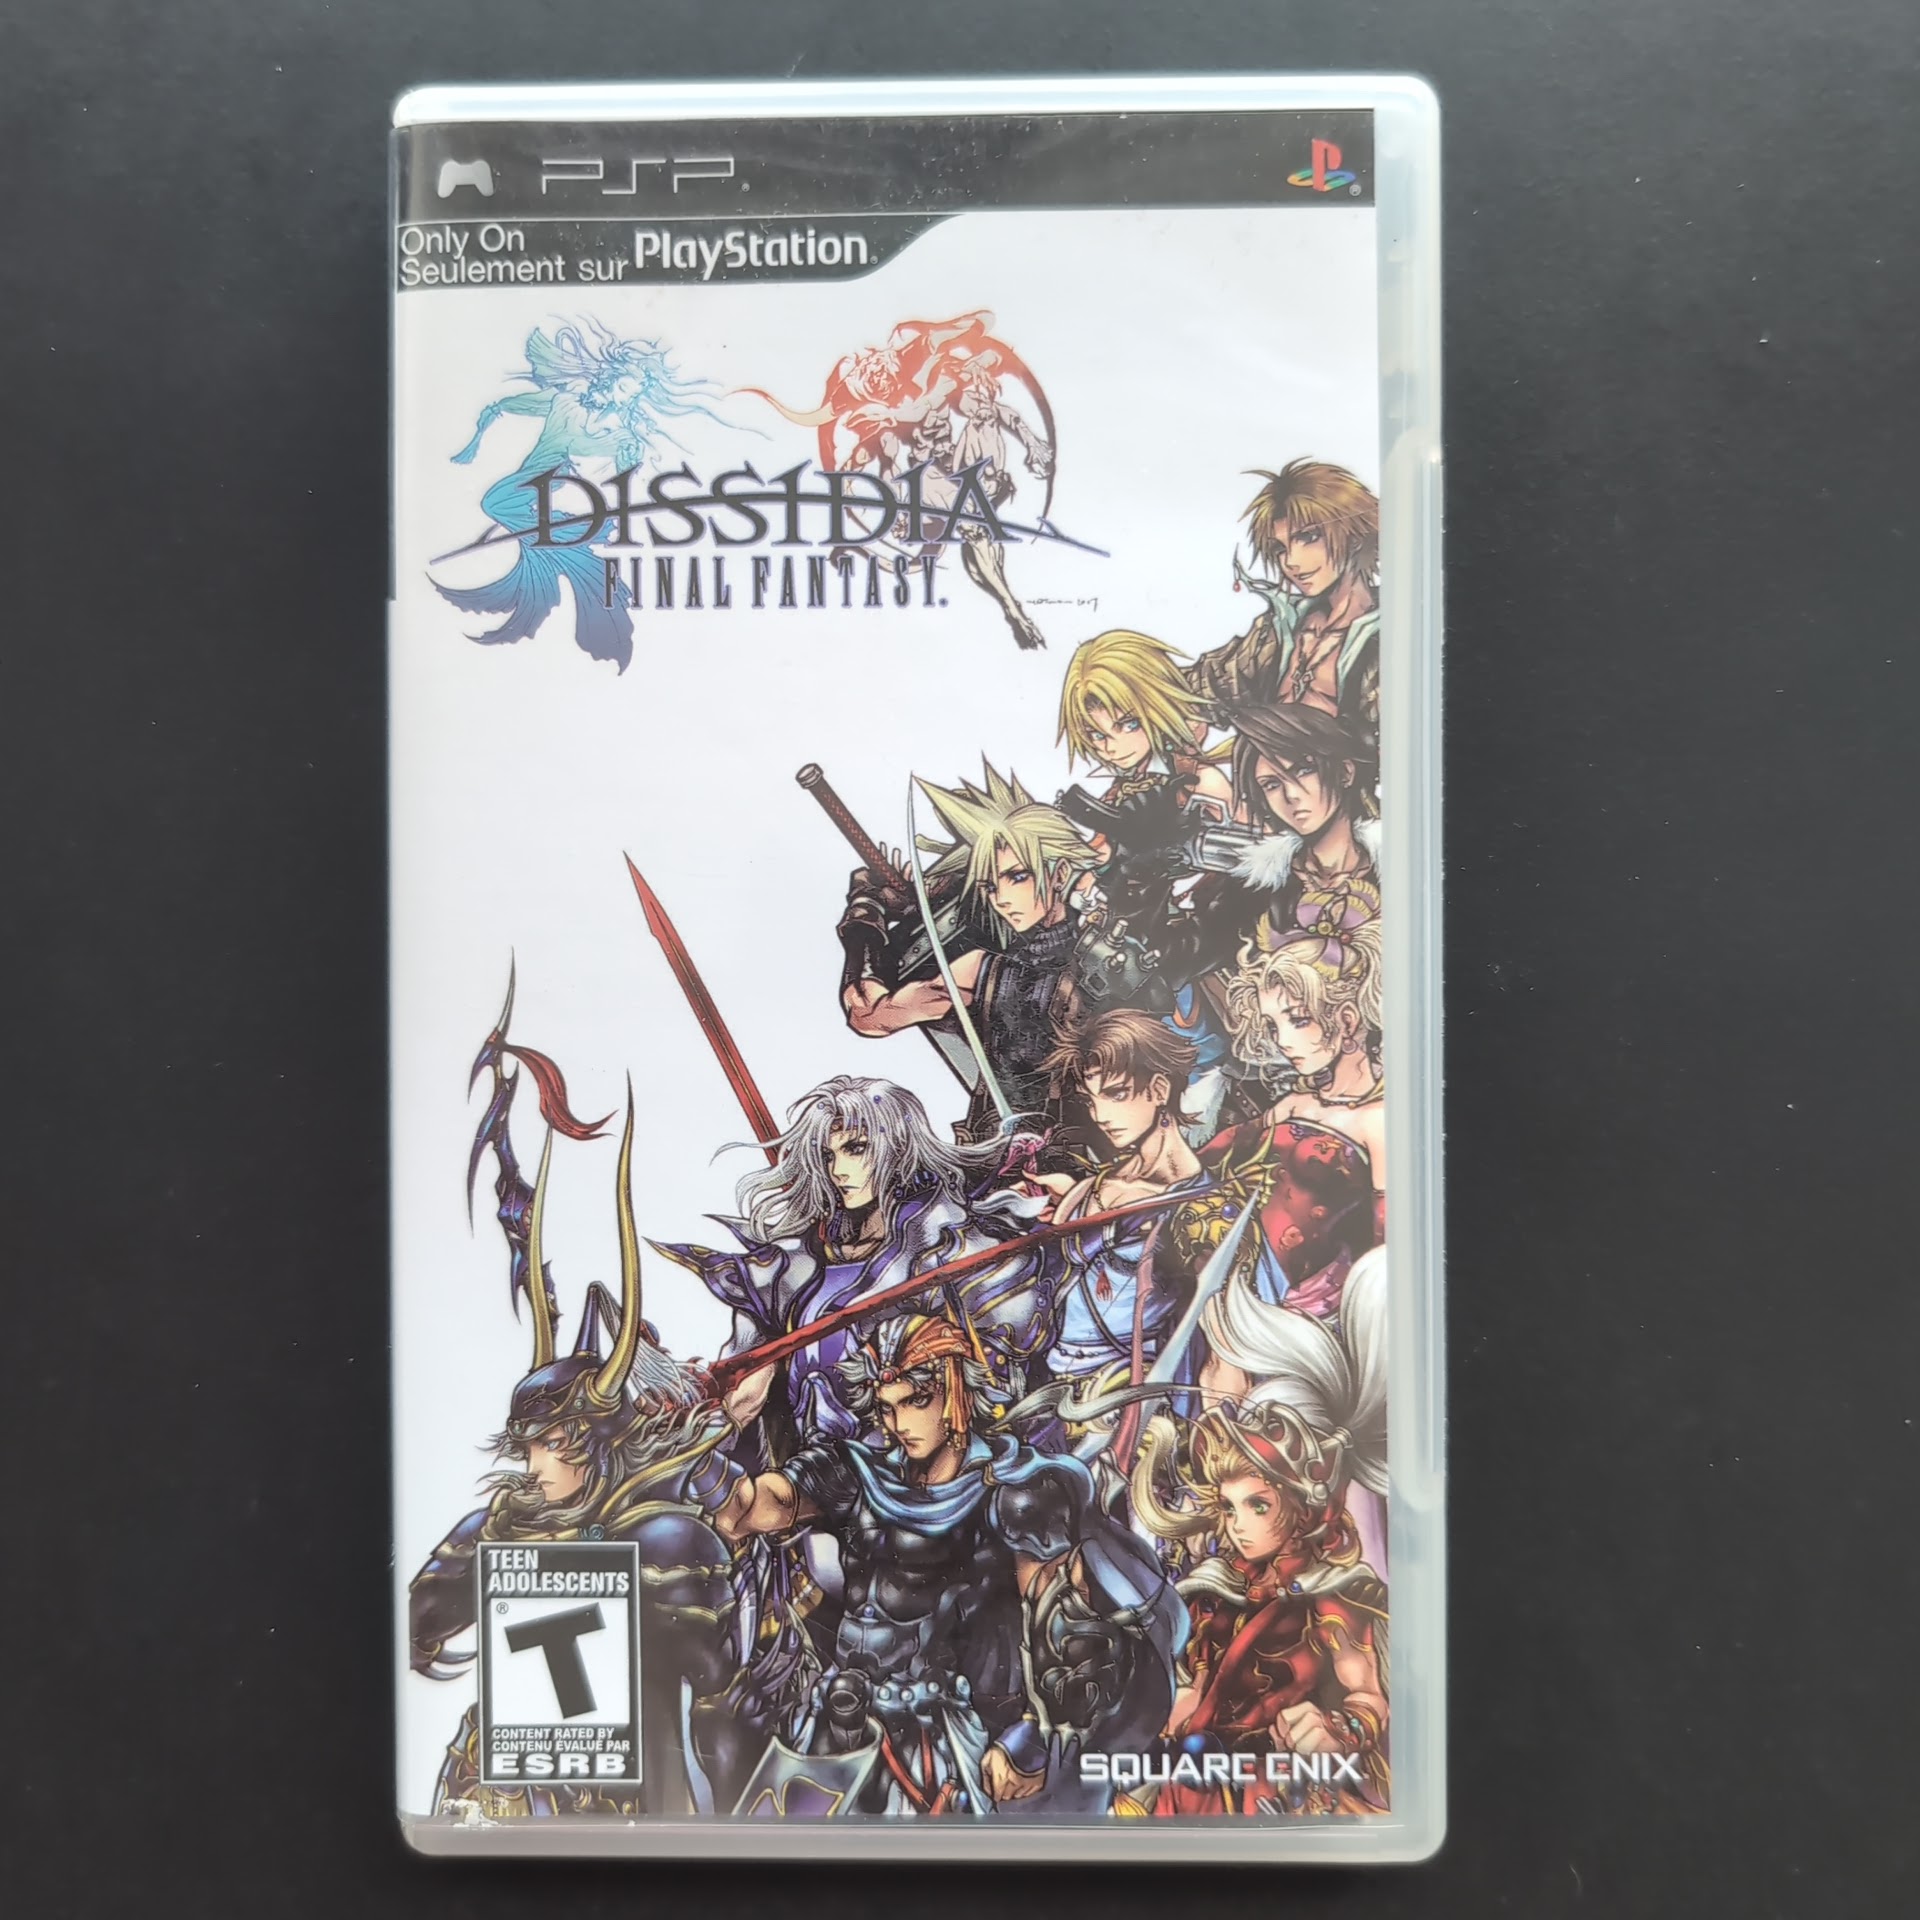 PSP®
Only On
Seulement sur PlayStation®
DISSIDIA
FINAL FANTASY®
TEEN
ADOLESCENTS
T®
CONTENT RATED BY
CONTENU ÉVALUÉ PAR
ESRB
SQUARE ENIX